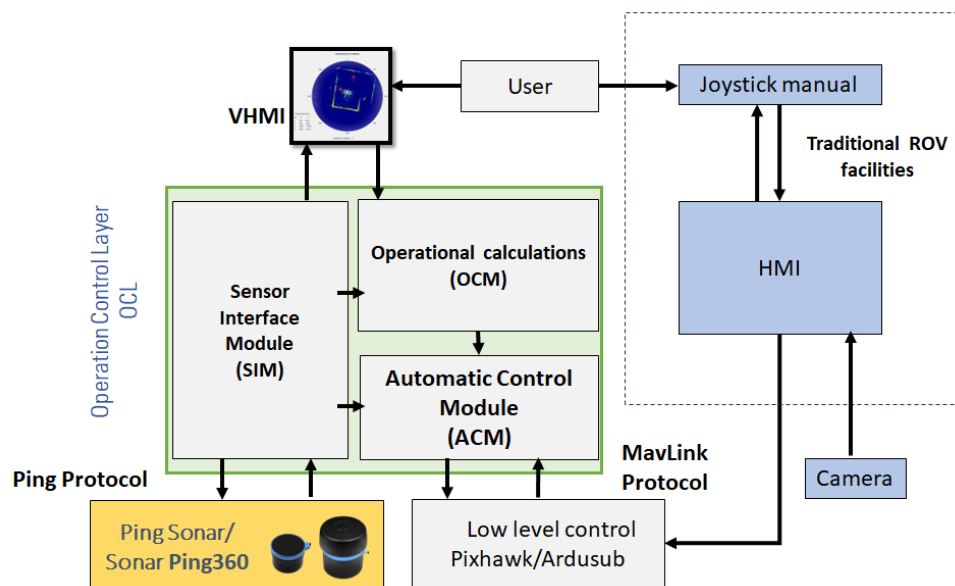 User
Joystick manual
VHMI
Traditional ROV
facilities
Operation Control Layer
OCL
Sensor
Interface
Module
(SIM)
Operational calculations
(OCM)
HMI
Automatic Control
Module
(ACM)
Ping Protocol
MavLink
Protocol
Camera
Ping Sonar/
Sonar Ping360
Low level control
Pixhawk/Ardusub